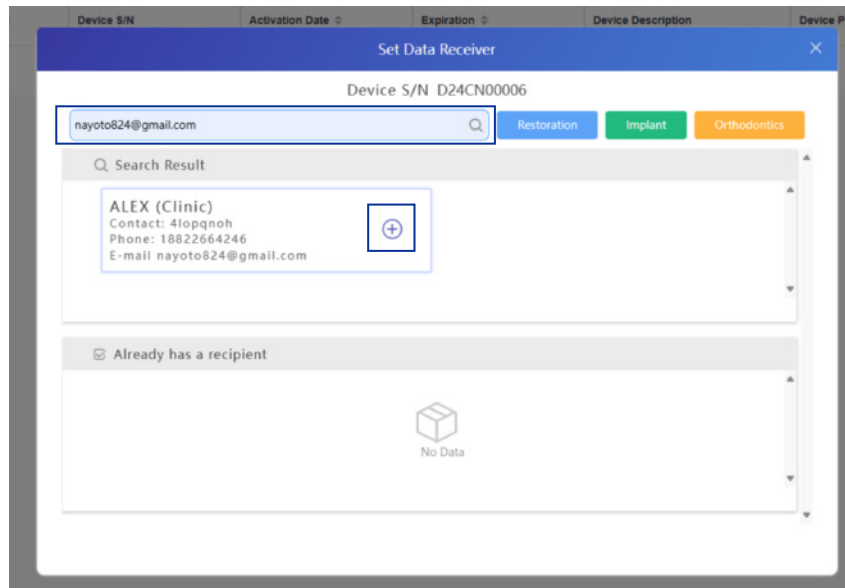 Device S/N Activation Date Expiration Device Description Device P
Set Data Receiver
Device S/N D24CN00006
nayoto824@gmail.com Restoration Implant Orthodontics
Search Result
ALEX (Clinic)
Contact: 4lopqnoh
Phone: 18822664246
E-mail nayoto824@gmail.com
Already has a recipient
No Data